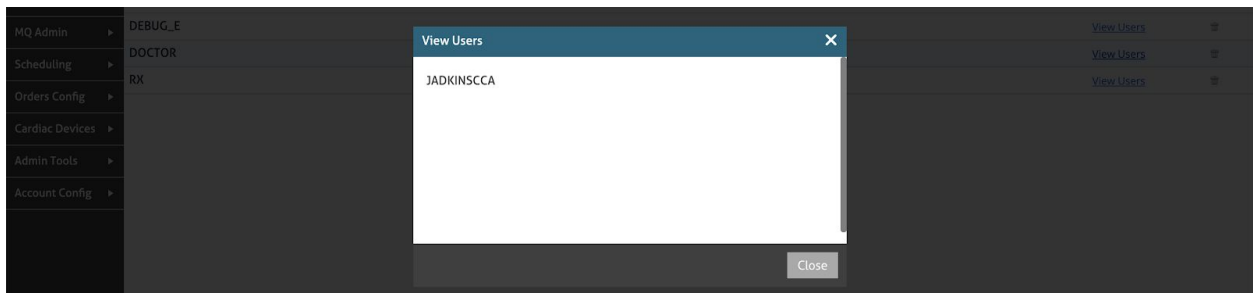 MQ Admin
Scheduling
Orders Config
Cardiac Devices
Admin Tools
Account Config
DEBUG_E View Users
DOCTOR View Users
RX View Users
View Users
JADKINSCCA
Close